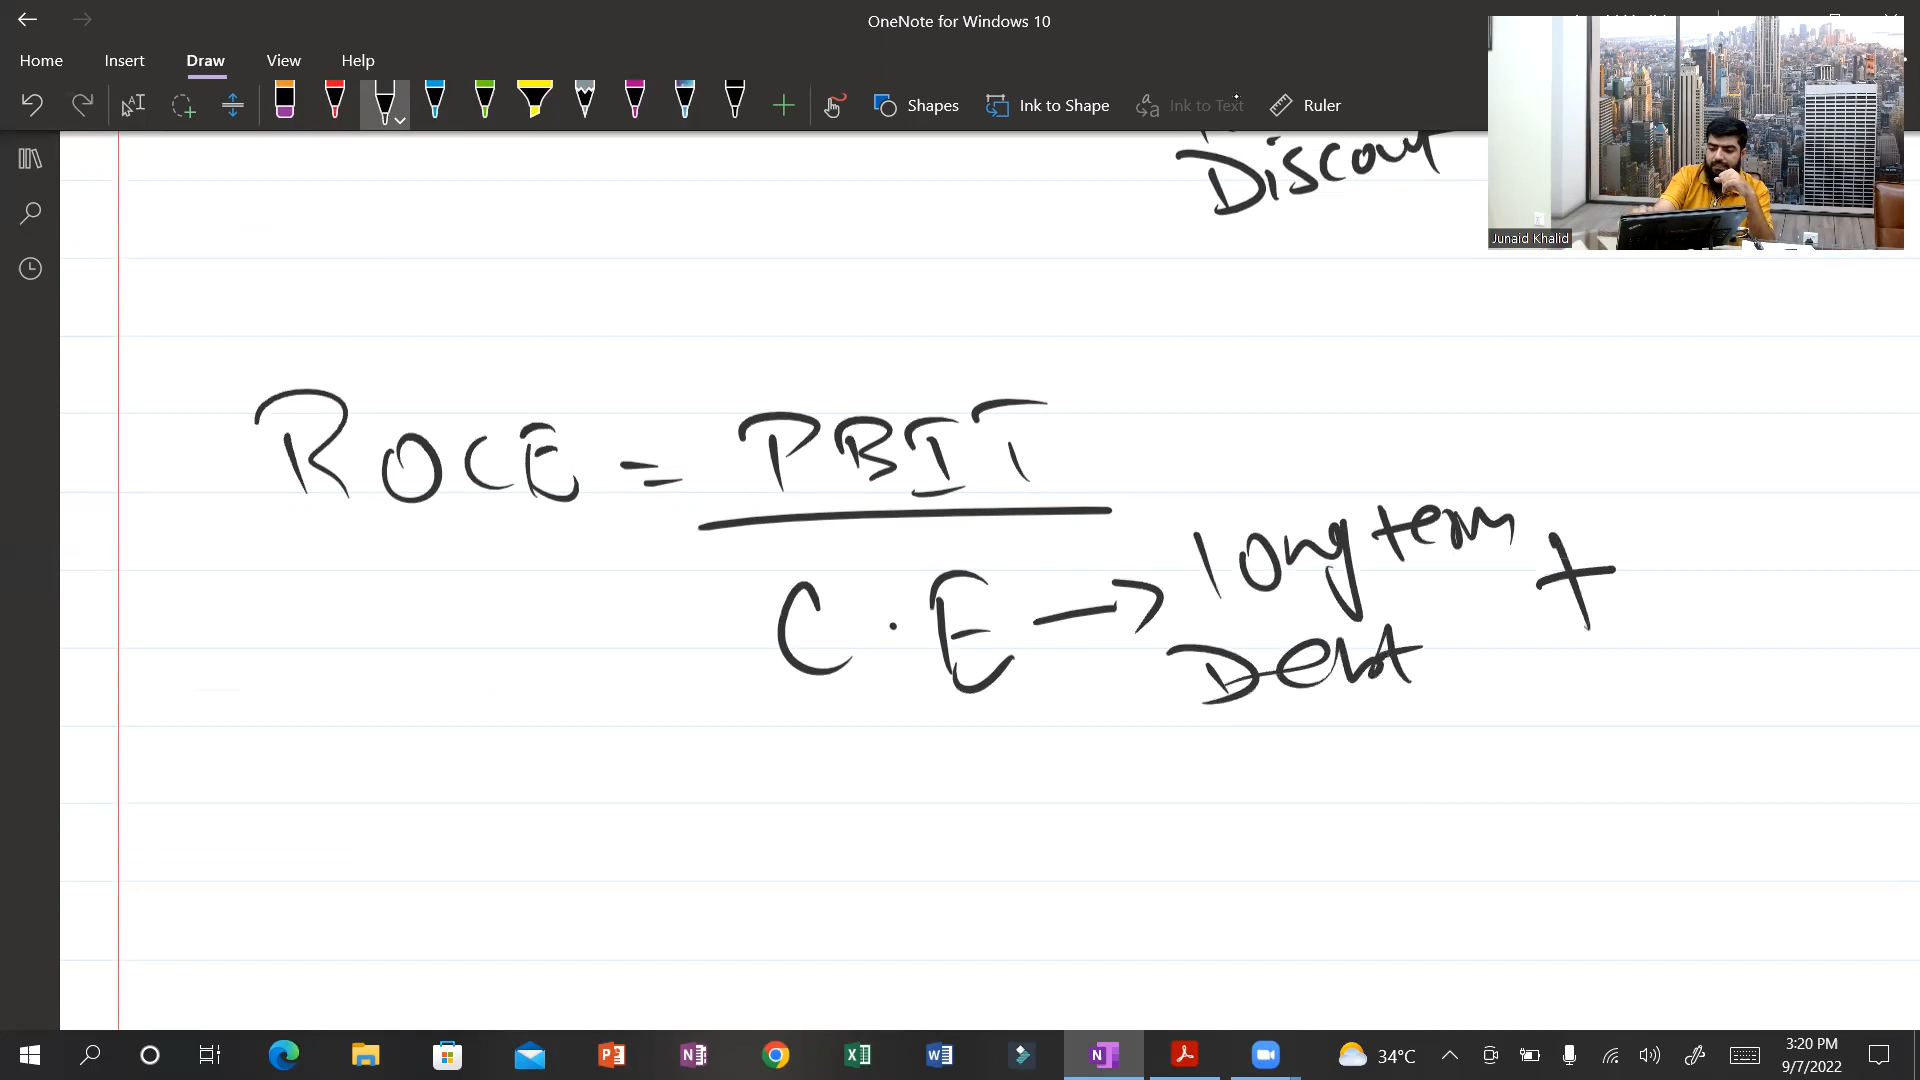 OneNote for Windows 10
Home Insert Draw View Help
Shapes Ink to Shape Ink to Text Ruler
Junaid Khalid
ROCE = PBIT
C.E → long term +
Debt
34°C
3:20 PM
9/7/2022